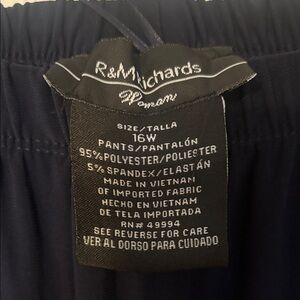 R&M Richards
Woman
SIZE/TALLA
16W
PANTS/PANTALÓN
95% POLYESTER/POLIESTER
5% SPANDEX/ELASTÁN
MADE IN VIETNAM
OF IMPORTED FABRIC
HECHO EN VIETNAM
DE TELA IMPORTADA
RN# 49994
SEE REVERSE FOR CARE
VER AL DORSO PARA CUIDADO